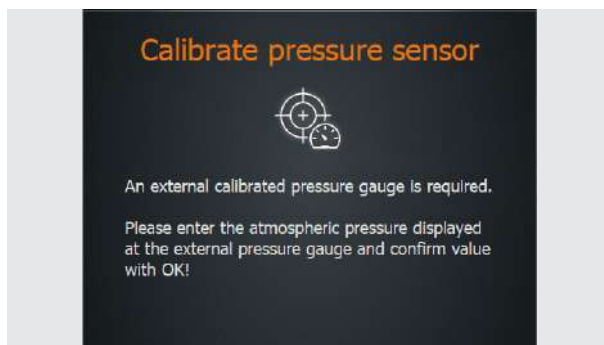 Calibrate pressure sensor
An external calibrated pressure gauge is required.
Please enter the atmospheric pressure displayed
at the external pressure gauge and confirm value
with OK!